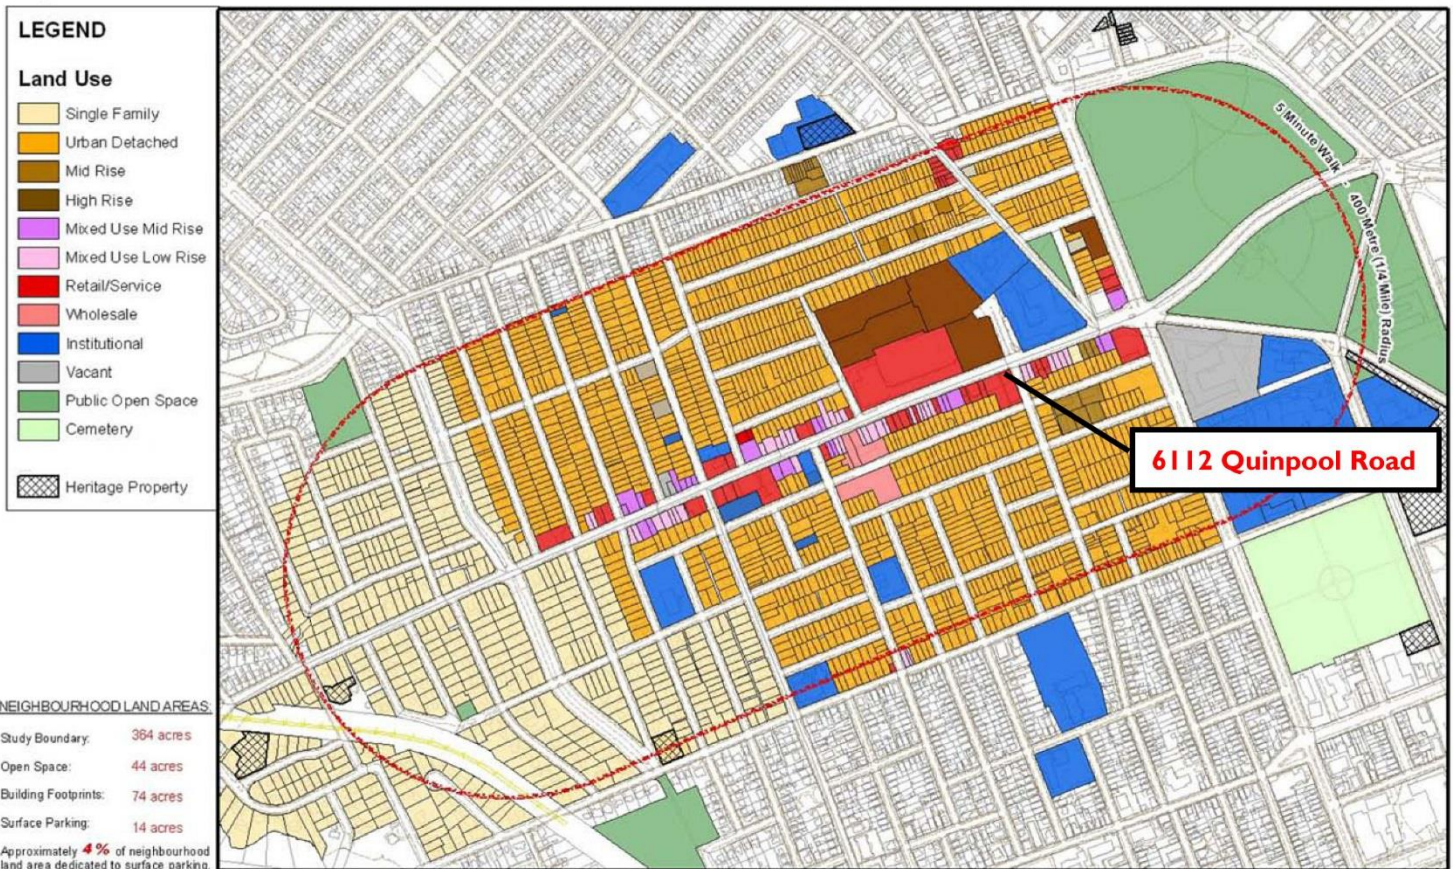 LEGEND
Land Use
Single Family
Urban Detached
Mid Rise
High Rise
Mixed Use Mid Rise
Mixed Use Low Rise
Retail/Service
Wholesale
Institutional
Vacant
Public Open Space
Cemetery
Heritage Property
5 Minute Walk - 400 Metre (1/4 Mile) Radius
6112 Quinpool Road
NEIGHBOURHOOD LAND AREAS:
Study Boundary: 364 acres
Open Space: 44 acres
Building Footprints: 74 acres
Surface Parking: 14 acres
Approximately 4% of neighbourhood
land area dedicated to surface parking.